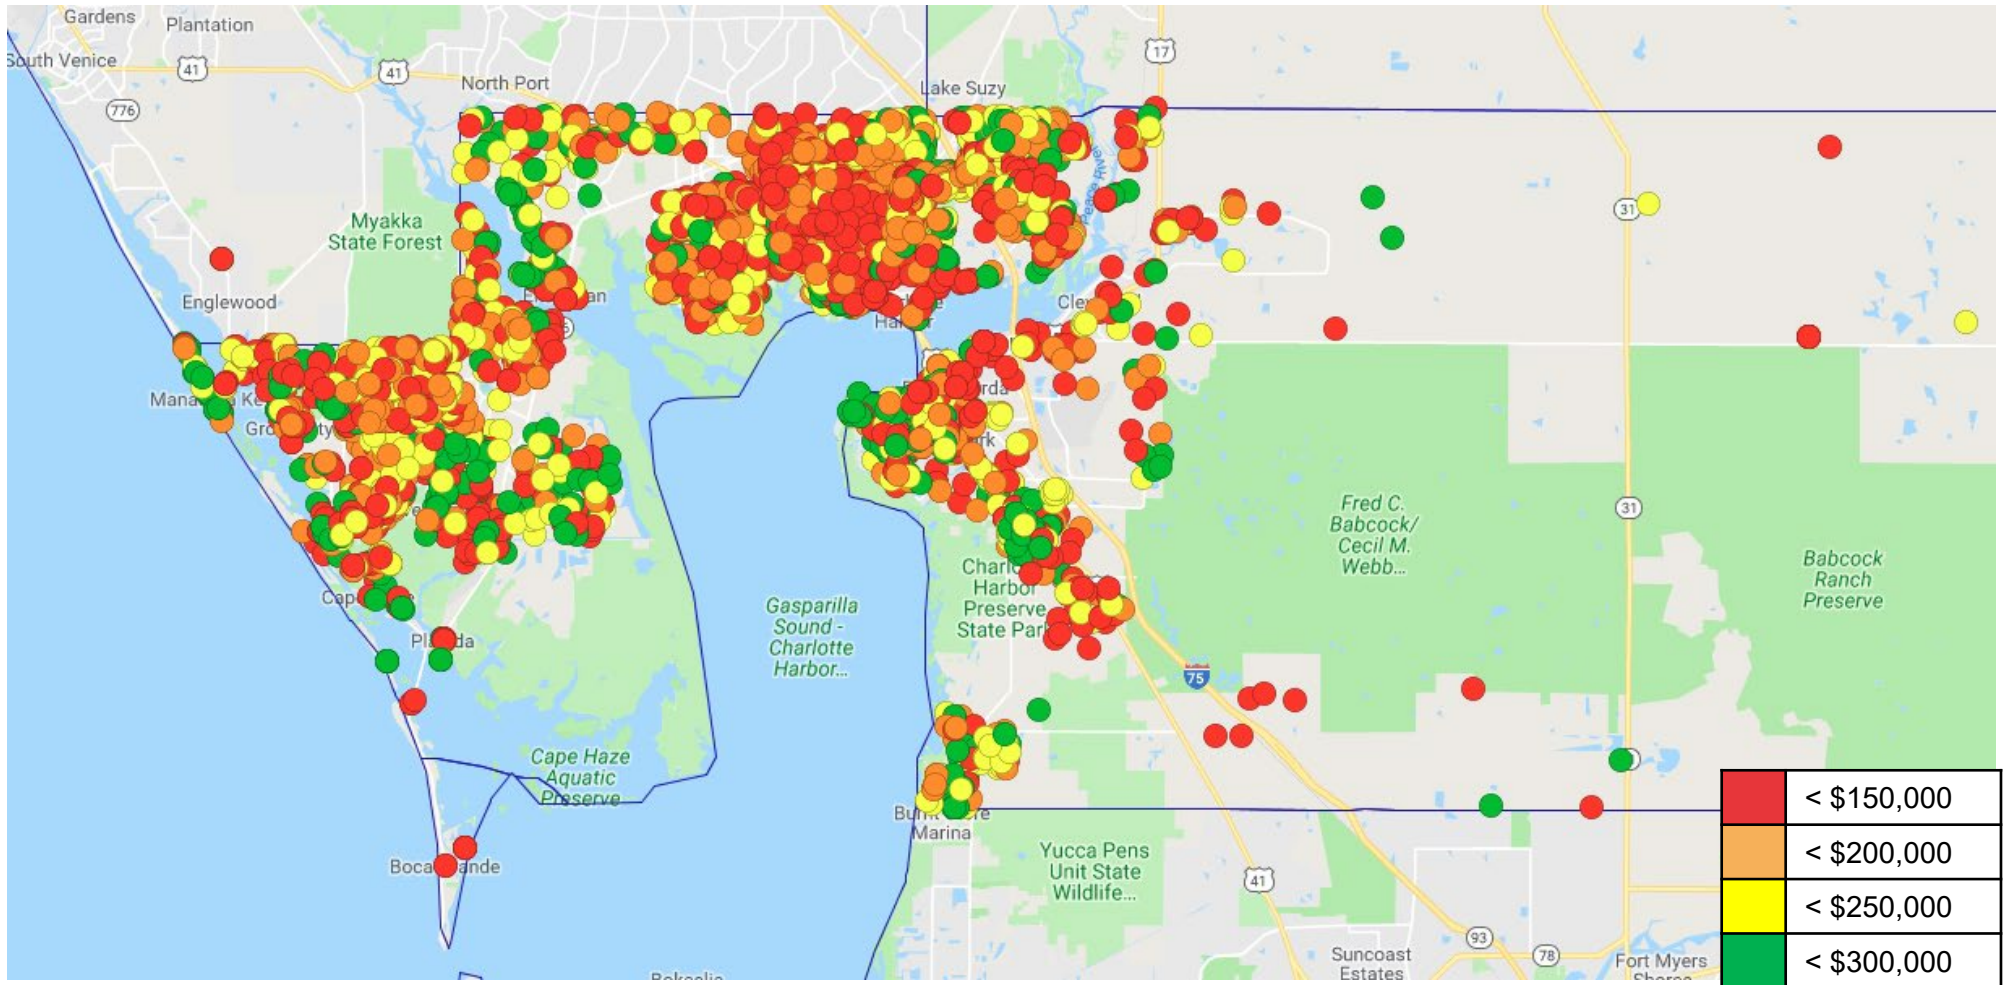 Gardens
Plantation
South Venice
41
41
North Port
17
776
Lake Suzy
Peace River
Myakka
State Forest
31
Englewood
Gasparilla
Sound -
Charlotte
Harbor...
Harbor
Preserve
State Park
Fred C.
Babcock/
Cecil M.
Webb...
31
Babcock
Ranch
Preserve
75
Cape Haze
Aquatic
Preserve
Marina
Yucca Pens
Unit State
Wildlife...
41
93
78
Suncoast
Estates
Fort Myers
< $150,000
< $200,000
< $250,000
< $300,000